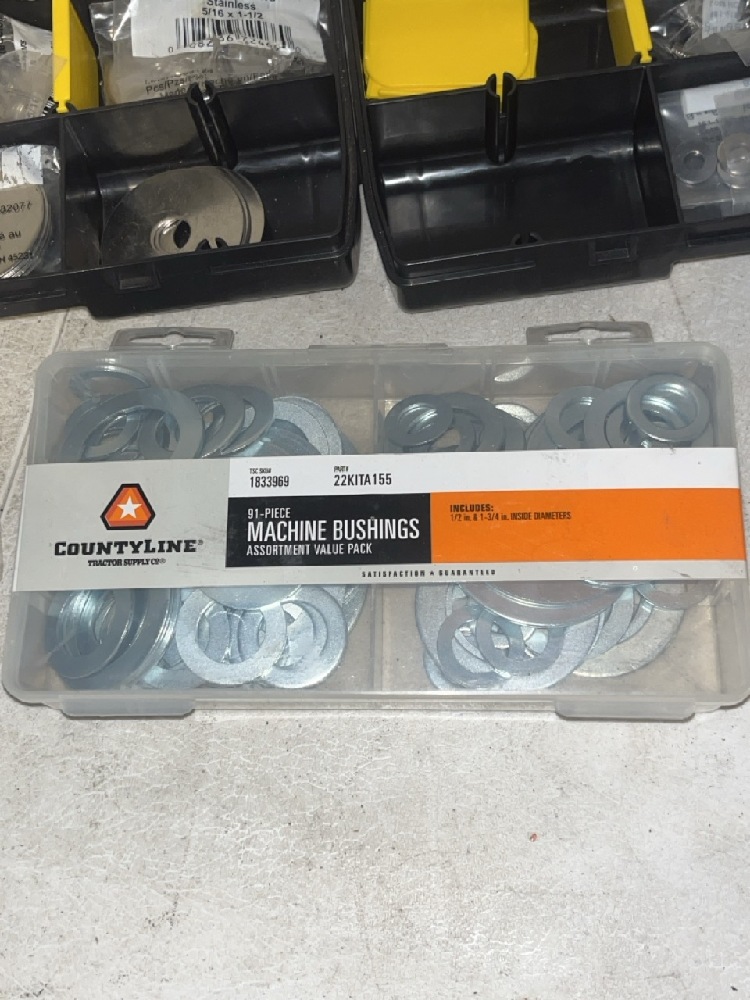 Stainless
5/16 x 1-1/2
TSC SKU#
1833969
PART#
22KITA155
91-PIECE
MACHINE BUSHINGS
ASSORTMENT VALUE PACK
INCLUDES:
1/2 in. & 1-3/4 in. INSIDE DIAMETERS
COUNTYLINE®
TRACTOR SUPPLY CO®
SATISFACTION ★ GUARANTEED